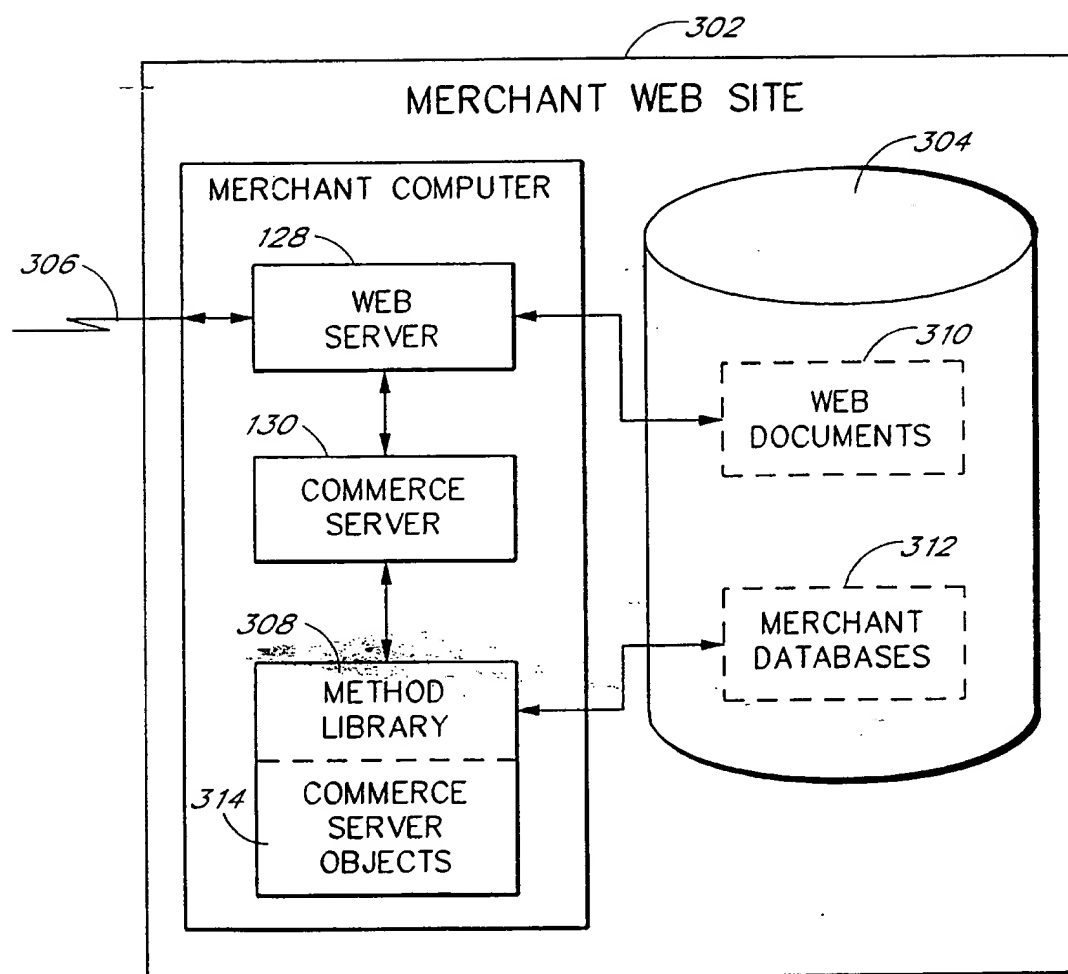 302
MERCHANT WEB SITE
304
MERCHANT COMPUTER
128
306
WEB
SERVER
310
WEB
DOCUMENTS
130
COMMERCE
SERVER
312
MERCHANT
DATABASES
308
METHOD
LIBRARY
314
COMMERCE
SERVER
OBJECTS